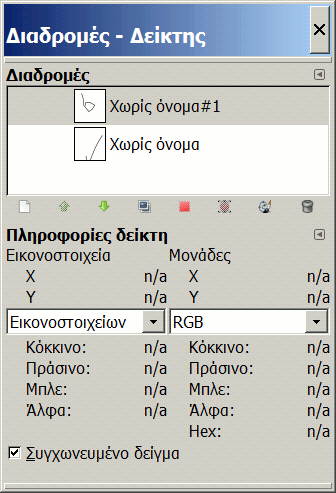 Διαδρομές - Δείκτης
Διαδρομές
Χωρίς όνομα#1
Χωρίς όνομα
Πληροφορίες δείκτη
Εικονοστοιχεία Μονάδες
X n/a X n/a
Y n/a Y n/a
Εικονοστοιχείων RGB
Κόκκινο: n/a Κόκκινο: n/a
Πράσινο: n/a Πράσινο: n/a
Μπλε: n/a Μπλε: n/a
Άλφα: n/a Άλφα: n/a
Hex: n/a
Συγχωνευμένο δείγμα